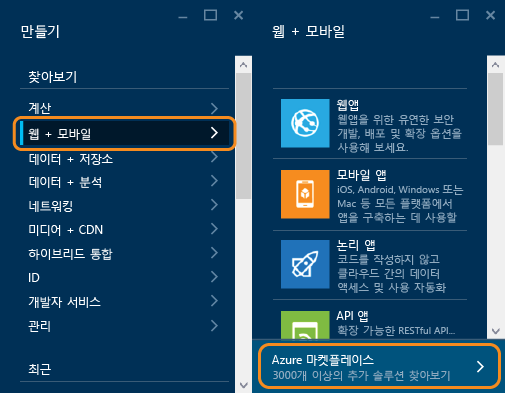 만들기
찾아보기
계산
웹 + 모바일
데이터 + 저장소
데이터 + 분석
네트워킹
미디어 + CDN
하이브리드 통합
ID
개발자 서비스
관리
최근
웹 + 모바일
웹앱
웹앱을 위한 유연한 보안
개발, 배포 및 확장 옵션을
사용해 보세요.
모바일 앱
iOS, Android, Windows 또는
Mac 등 모든 플랫폼에서
앱을 구축하는 데 사용할
논리 앱
코드를 작성하지 않고
클라우드 간의 데이터
액세스 및 사용 자동화
API 앱
확장 가능한 RESTful API...
Azure 마켓플레이스
3000개 이상의 추가 솔루션 찾아보기